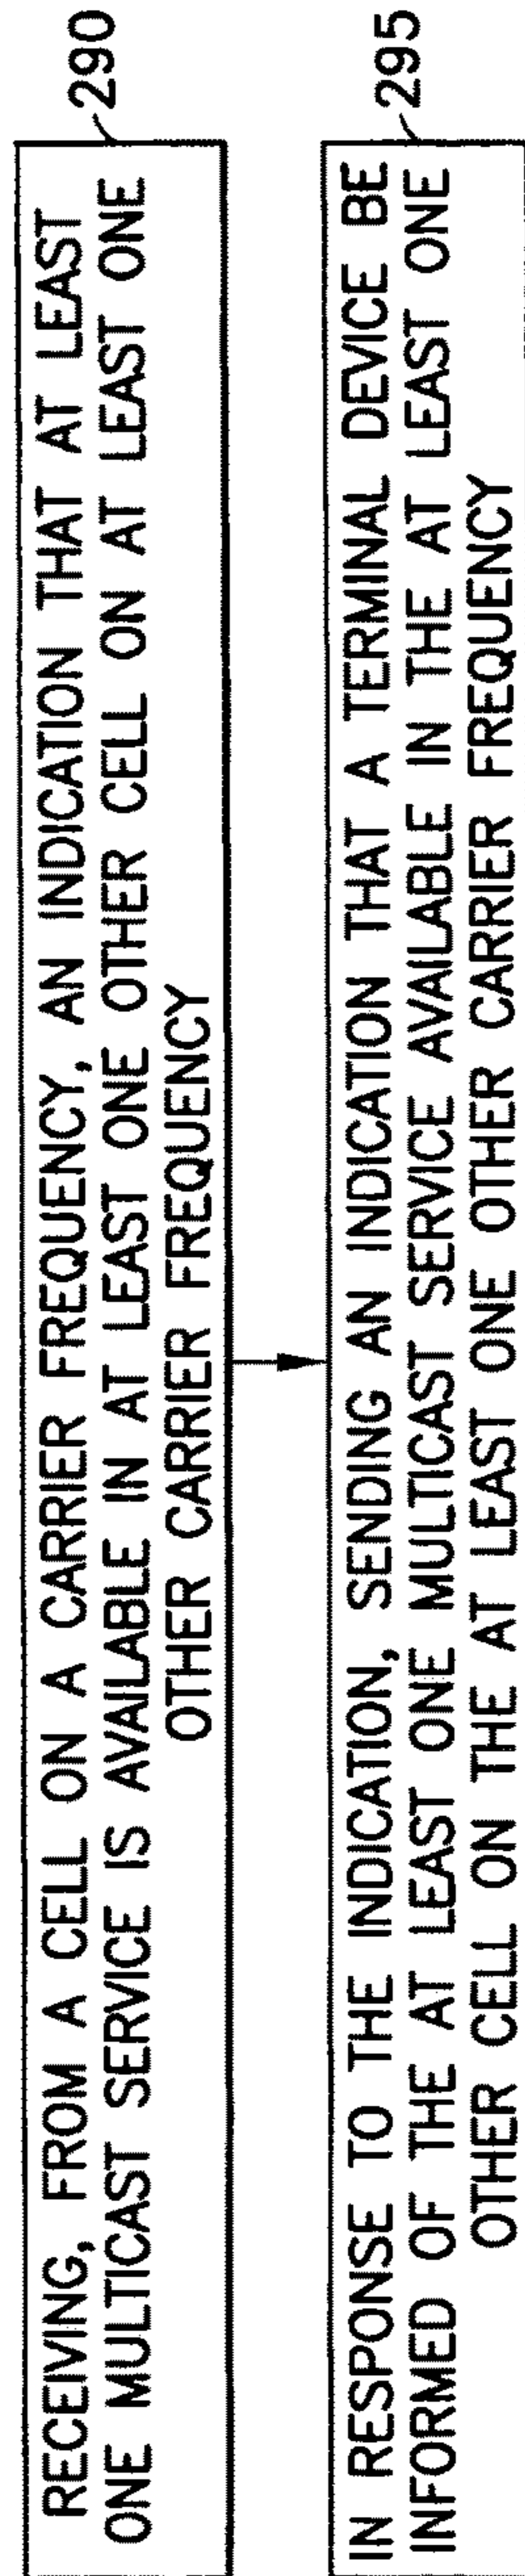 RECEIVING, FROM A CELL ON A CARRIER FREQUENCY, AN INDICATION THAT AT LEAST
ONE MULTICAST SERVICE IS AVAILABLE IN AT LEAST ONE OTHER CELL ON AT LEAST ONE
OTHER CARRIER FREQUENCY
290
IN RESPONSE TO THE INDICATION, SENDING AN INDICATION THAT A TERMINAL DEVICE BE
INFORMED OF THE AT LEAST ONE MULTICAST SERVICE AVAILABLE IN THE AT LEAST ONE
OTHER CELL ON THE AT LEAST ONE OTHER CARRIER FREQUENCY
295